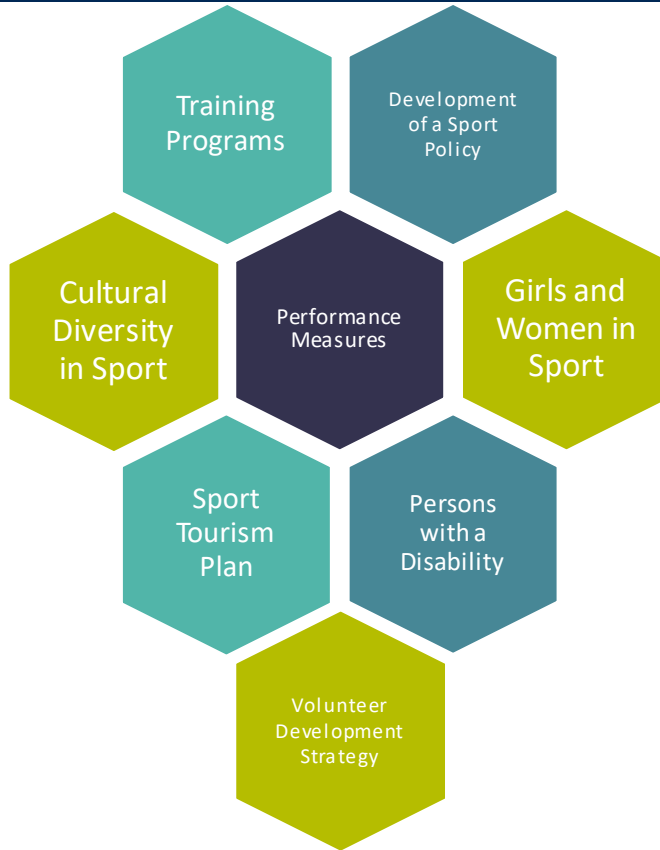 Training
Programs
Development
of a Sport
Policy
Cultural
Diversity
in Sport
Performance
Measures
Girls and
Women in
Sport
Sport
Tourism
Plan
Persons
with a
Disability
Volunteer
Development
Strategy